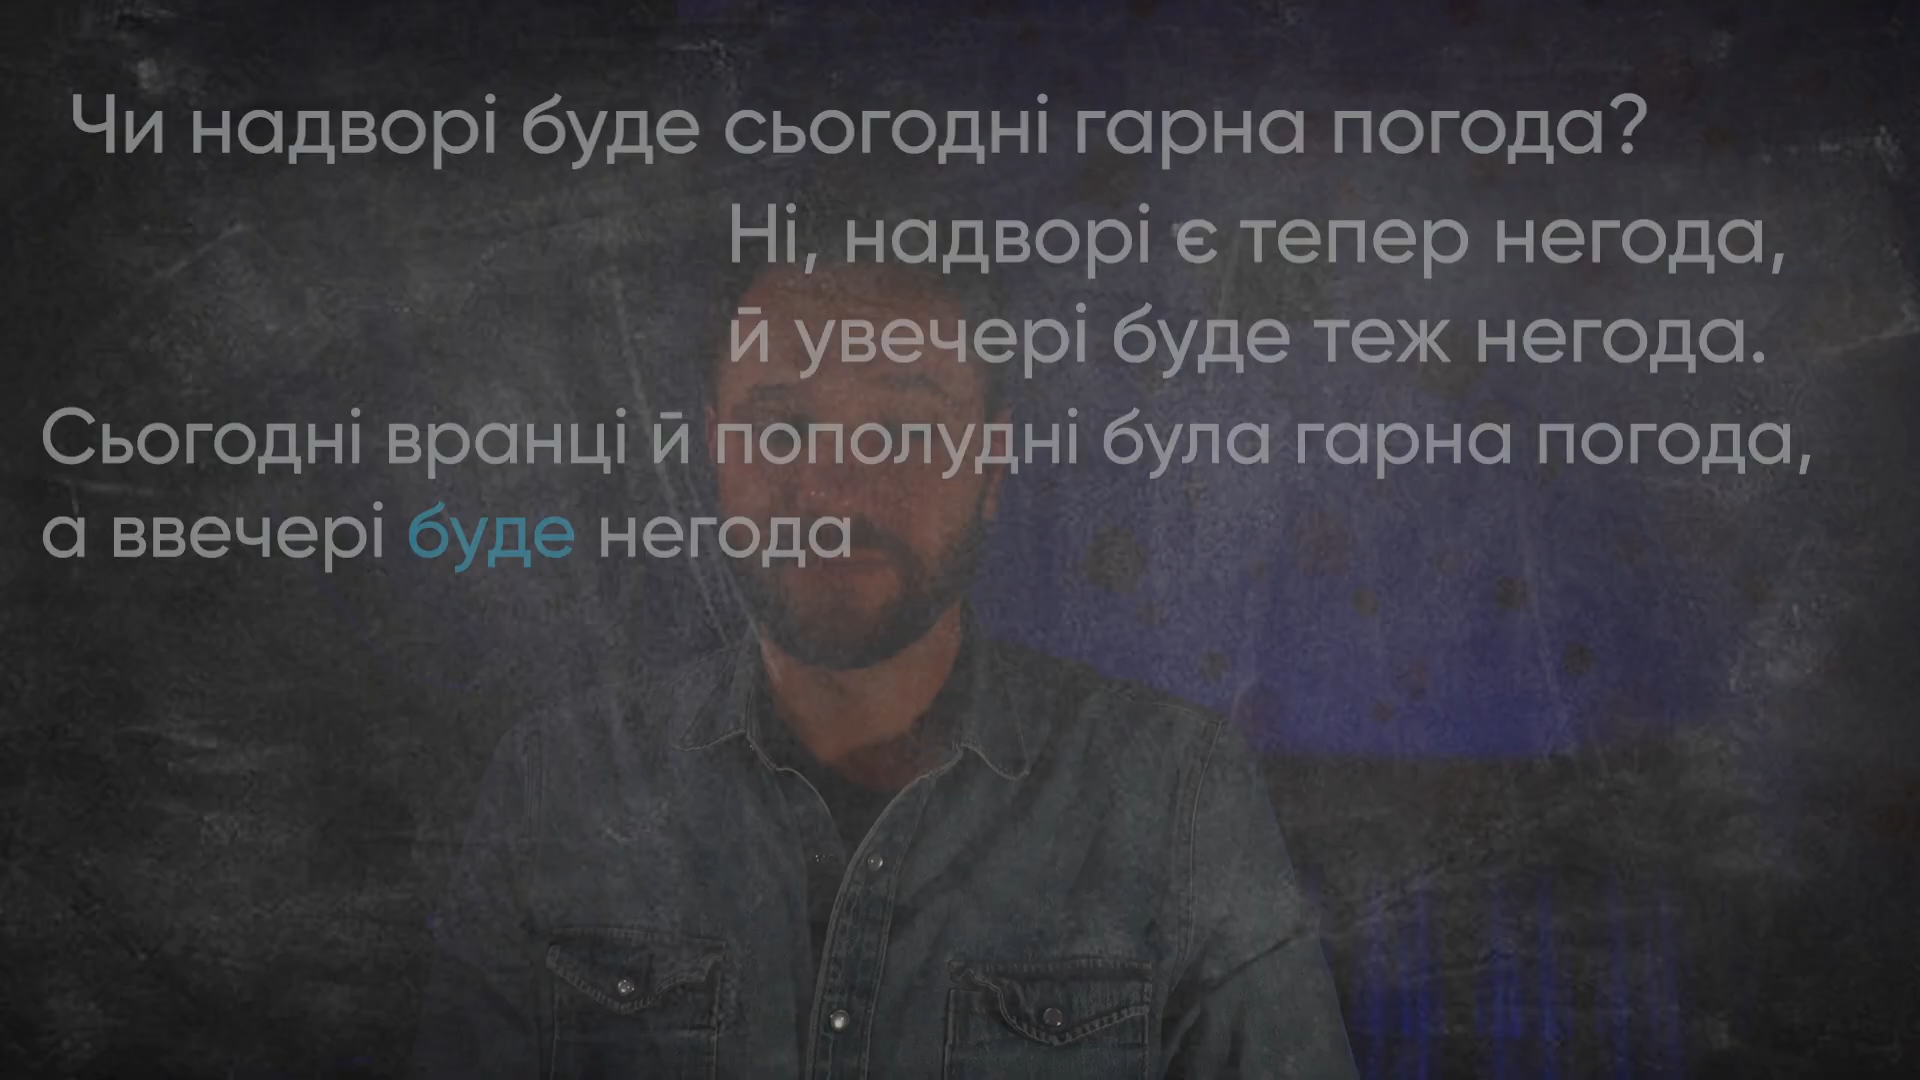 Чи надворі буде сьогодні гарна погода?
Ні, надворі є тепер негода,
й увечері буде теж негода.
Сьогодні вранці й пополудні була гарна погода,
а ввечері буде негода